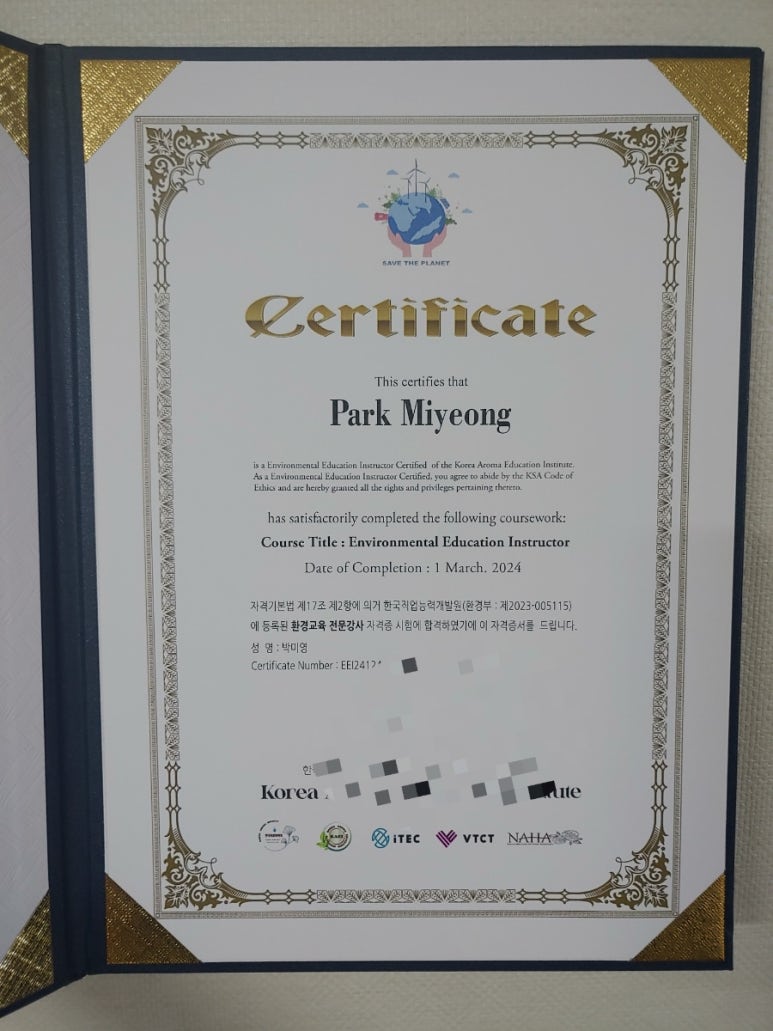 SAVE THE PLANET
Certificate
This certifies that
Park Miyeong
is a Environmental Education Instructor Certified of the Korea Aroma Education Institute.
As a Environmental Education Instructor Certified, you agree to abide by the KSA Code of
Ethics and are hereby granted all the rights and privileges pertaining thereto.
has satisfactorily completed the following coursework:
Course Title : Environmental Education Instructor
Date of Completion : 1 March, 2024
자격기본법 제17조 제2항에 의거 한국직업능력개발원(환경부 : 제2023-005115)
에 등록된 환경교육 전문강사 자격증 시험에 합격하였기에 이 자격증서를 드립니다.
성 명 : 박미영
Certificate Number : EEI2412
한
Korea
iTEC
VTCT
NAHA